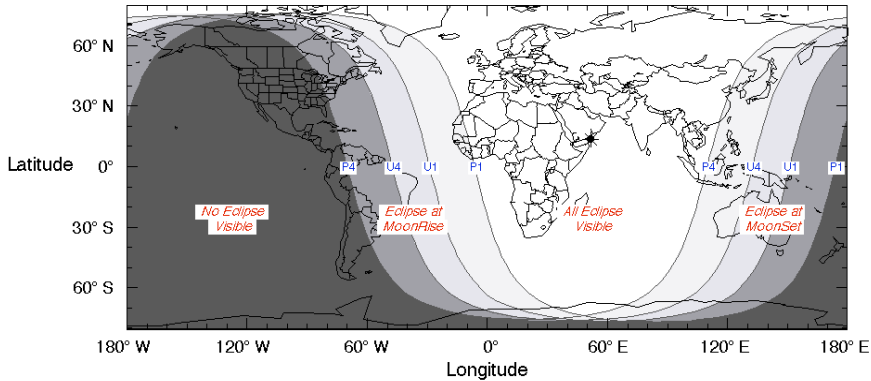 60° N
30° N
Latitude
0°
30° S
60° S
P4 U4 U1 P1 P4 U4 U1 P1
No Eclipse
Visible
Eclipse at
MoonRise
All Eclipse
Visible
Eclipse at
MoonSet
180° W 120° W 60° W 0° 60° E 120° E 180° E
Longitude